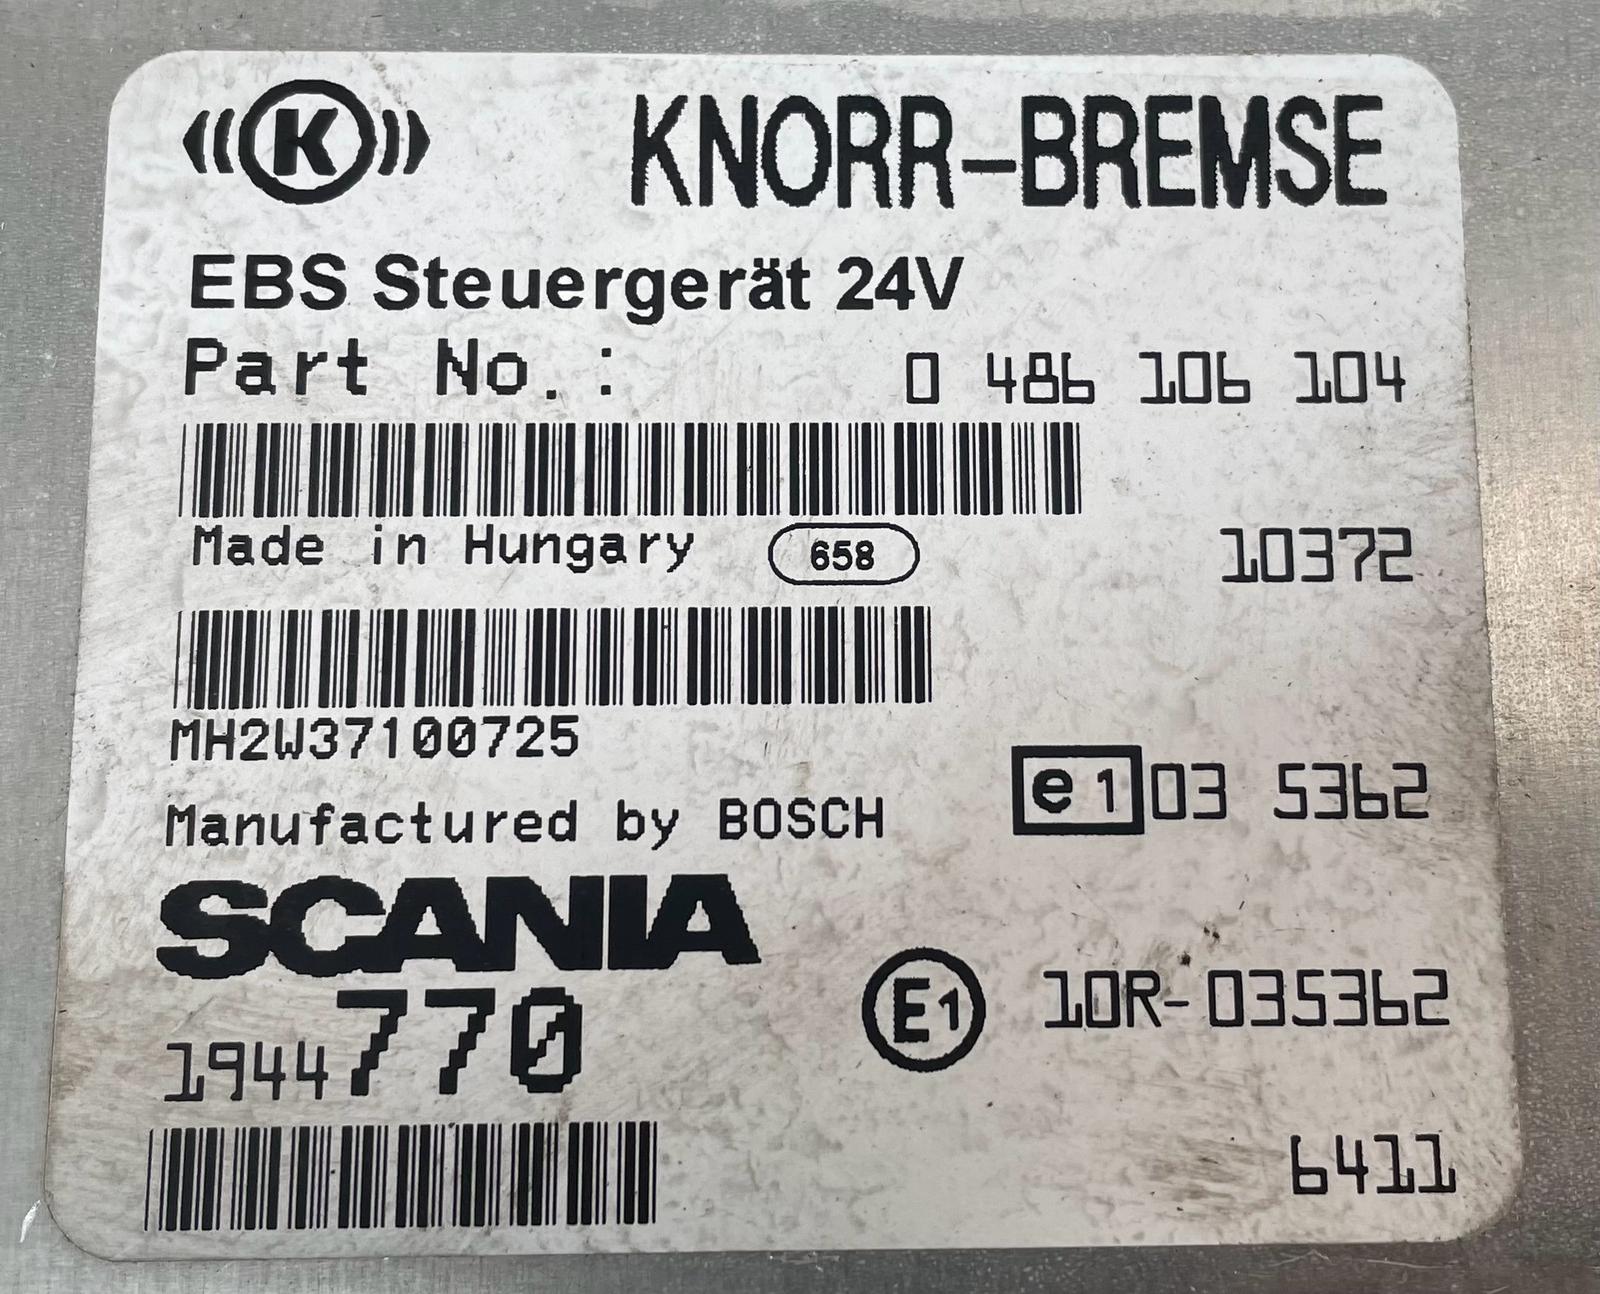 K KNORR-BREMSE
EBS Steuergerät 24V
Part No.: 0 486 106 104
Made in Hungary 658 10372
MH2W37100725
e1 03 5362
Manufactured by BOSCH
SCANIA
1944770
E1 10R-035362
6411